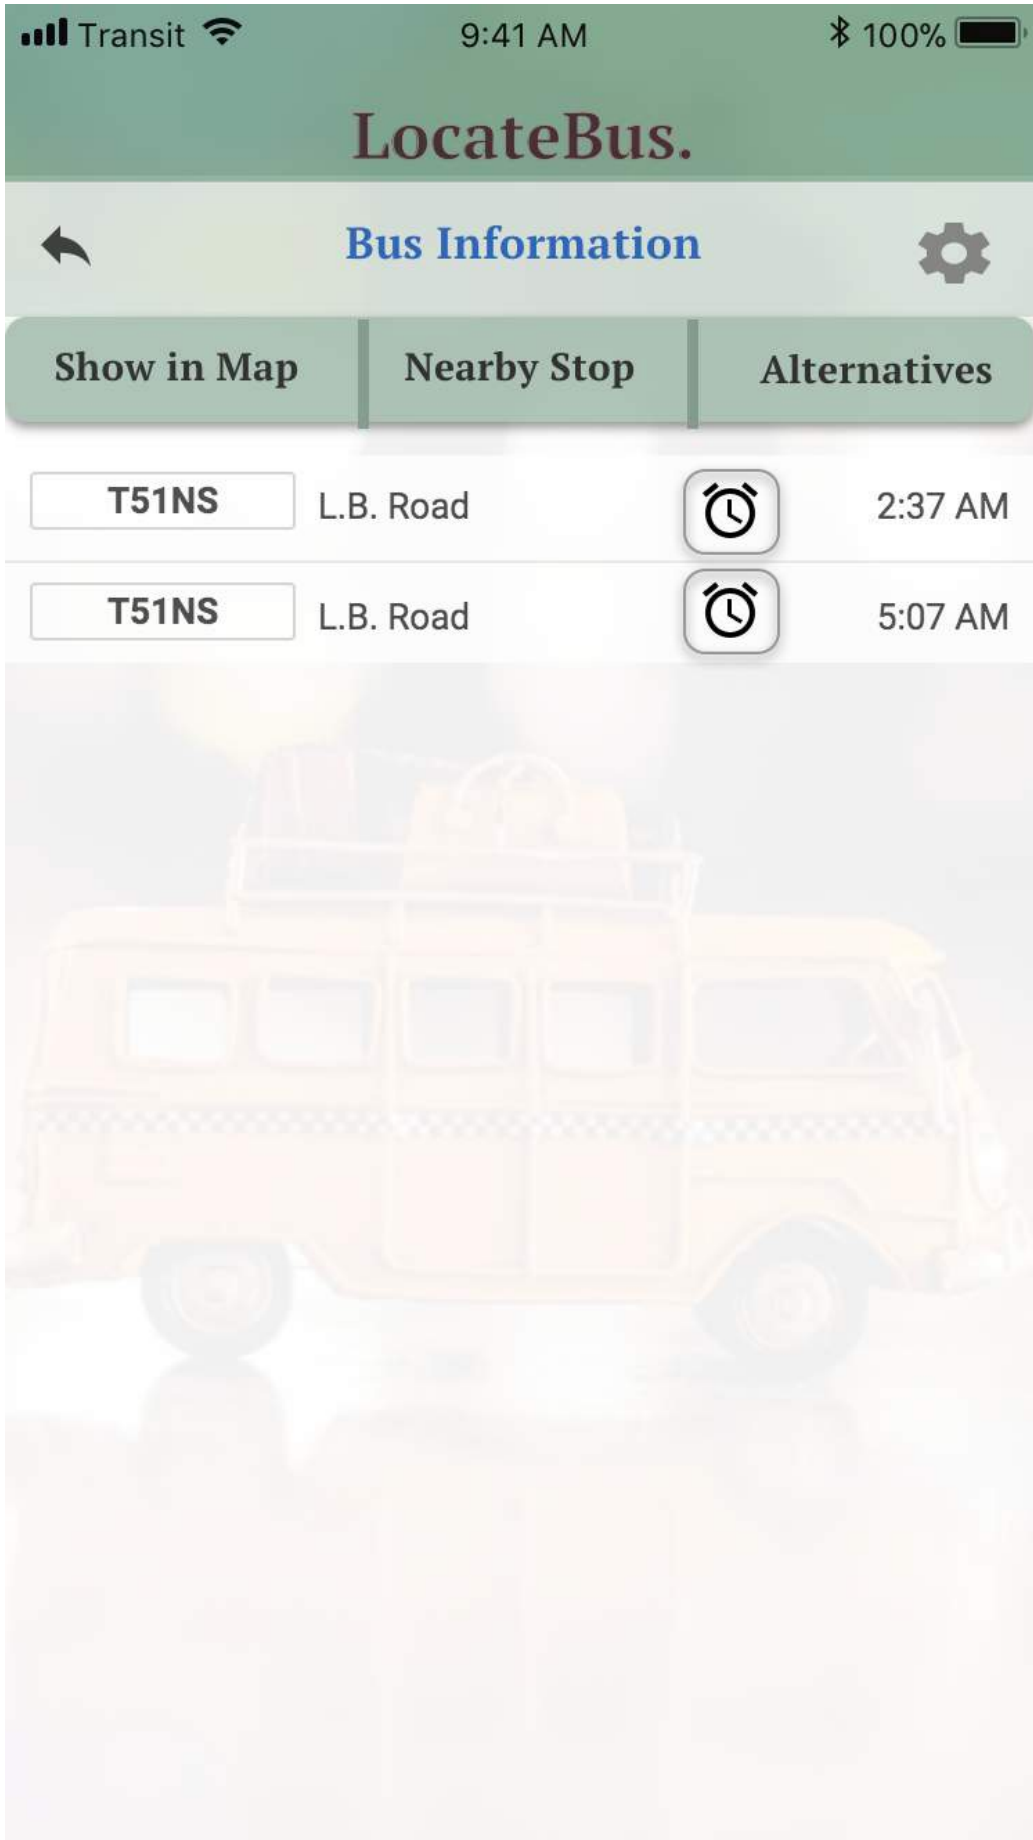 Transit 9:41 AM 100%
LocateBus.
Bus Information
Show in Map Nearby Stop Alternatives
T51NS L.B. Road 2:37 AM
T51NS L.B. Road 5:07 AM